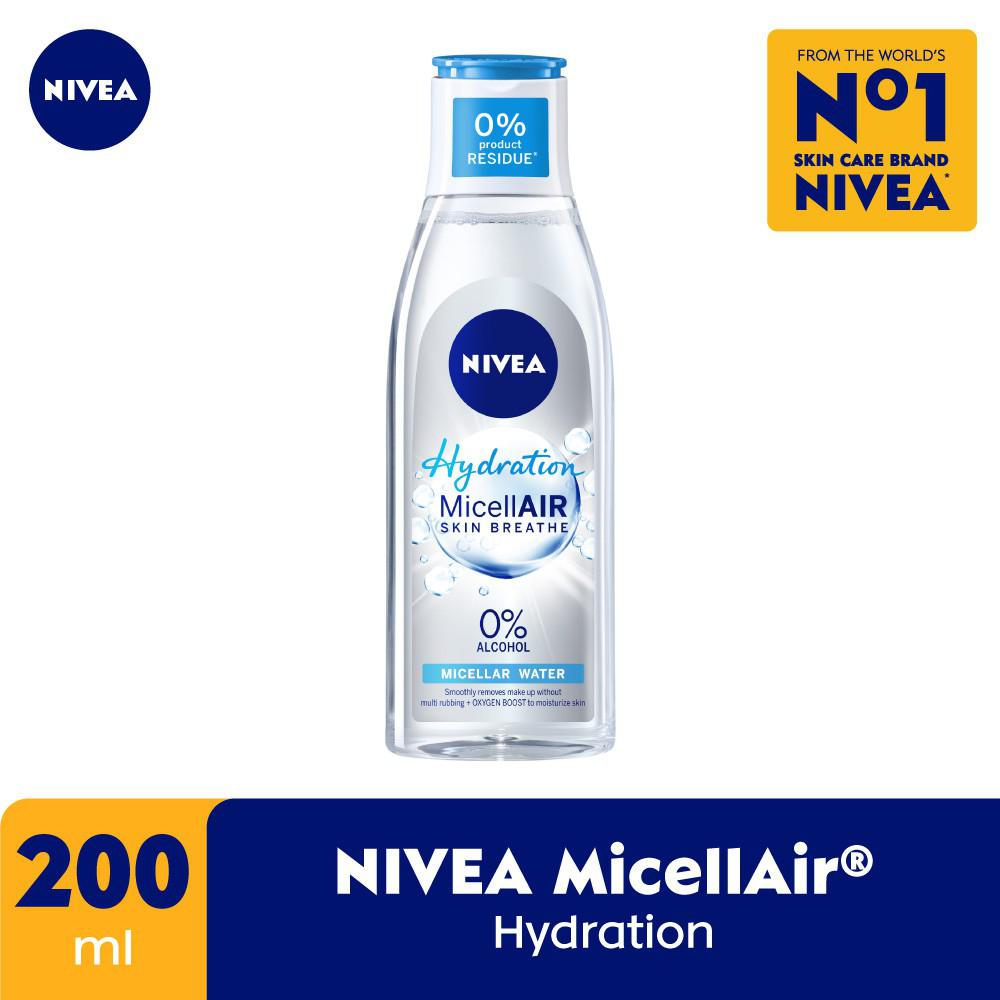 NIVEA
FROM THE WORLD'S
Nº1
SKIN CARE BRAND
NIVEA*
0%
product
RESIDUE*
NIVEA
Hydration
MicellAIR
SKIN BREATHE
0%
ALCOHOL
MICELLAR WATER
Smoothly removes make up without
multi rubbing + OXYGEN BOOST to moisturize skin
200
ml
NIVEA MicellAir®
Hydration